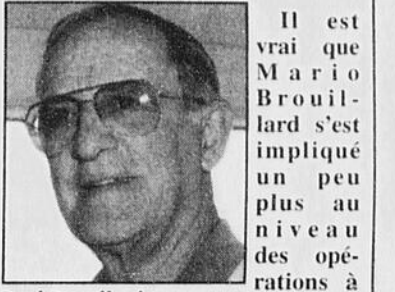 Il est
vrai que
Mario
Brouil-
lard s'est
impliqué
un peu
plus au
niveau
des opé-
rations à